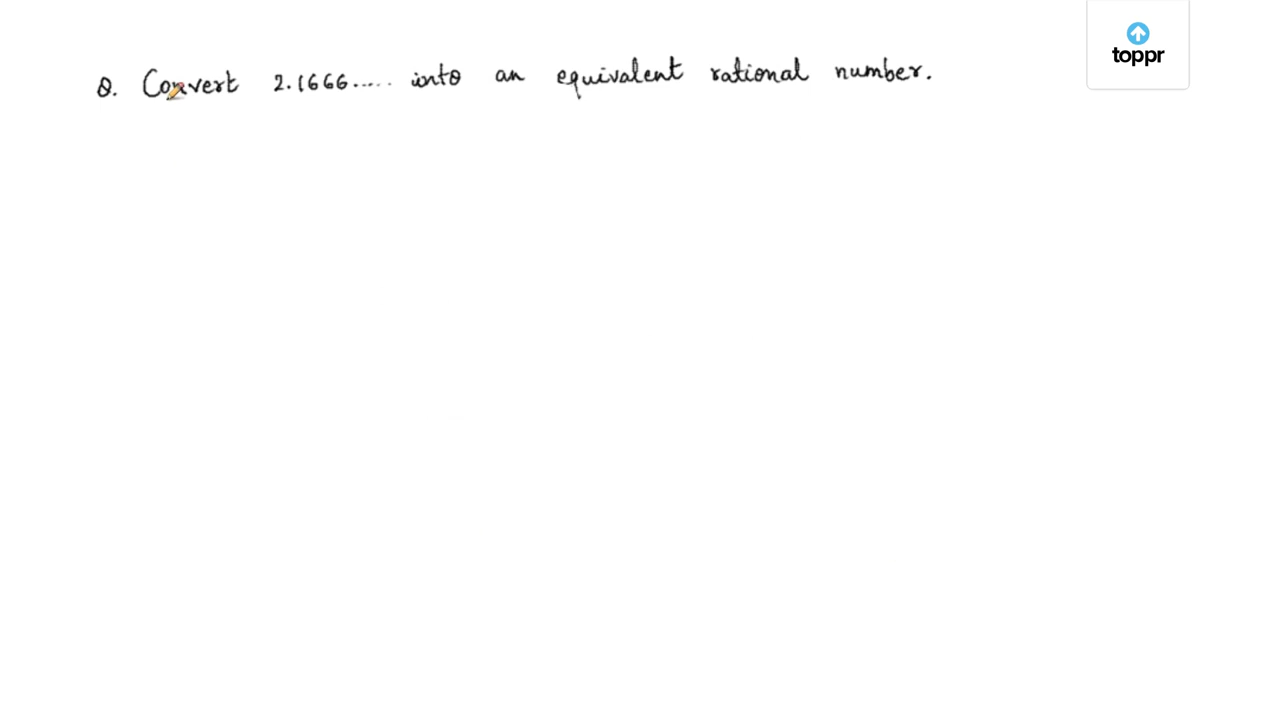 Q. Convert 2.1666..... into an equivalent rational number.
toppr